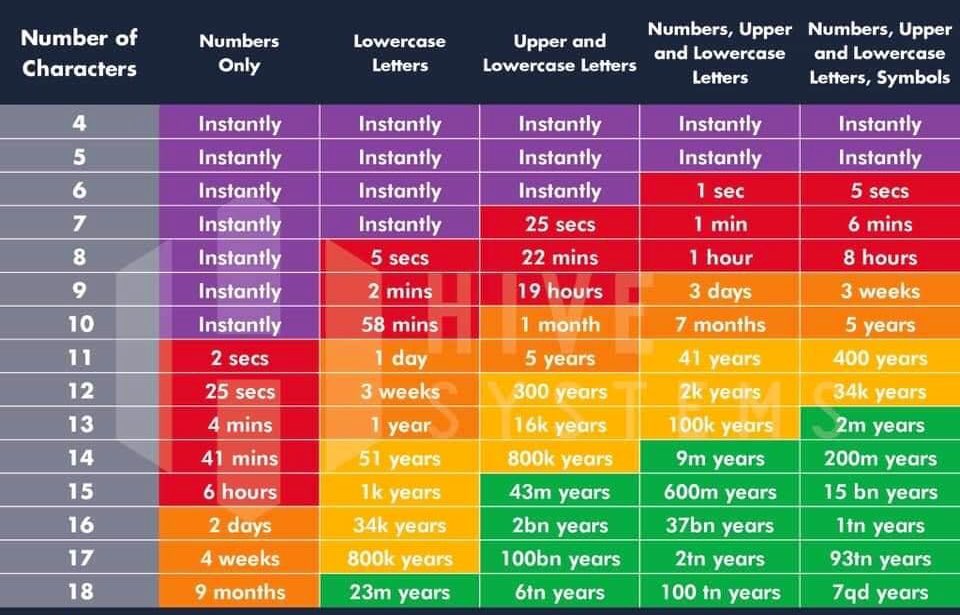 Number of Characters Numbers Only Lowercase Letters Upper and Lowercase Letters Numbers, Upper and Lowercase Letters Numbers, Upper and Lowercase Letters, Symbols
4 Instantly Instantly Instantly Instantly Instantly
5 Instantly Instantly Instantly Instantly Instantly
6 Instantly Instantly Instantly 1 sec 5 secs
7 Instantly Instantly 25 secs 1 min 6 mins
8 Instantly 5 secs 22 mins 1 hour 8 hours
9 Instantly 2 mins 19 hours 3 days 3 weeks
10 Instantly 58 mins 1 month 7 months 5 years
11 2 secs 1 day 5 years 41 years 400 years
12 25 secs 3 weeks 300 years 2k years 34k years
13 4 mins 1 year 16k years 100k years 2m years
14 41 mins 51 years 800k years 9m years 200m years
15 6 hours 1k years 43m years 600m years 15 bn years
16 2 days 34k years 2bn years 37bn years 1tn years
17 4 weeks 800k years 100bn years 2tn years 93tn years
18 9 months 23m years 6tn years 100 tn years 7qd years
HIVE
SYSTEMS